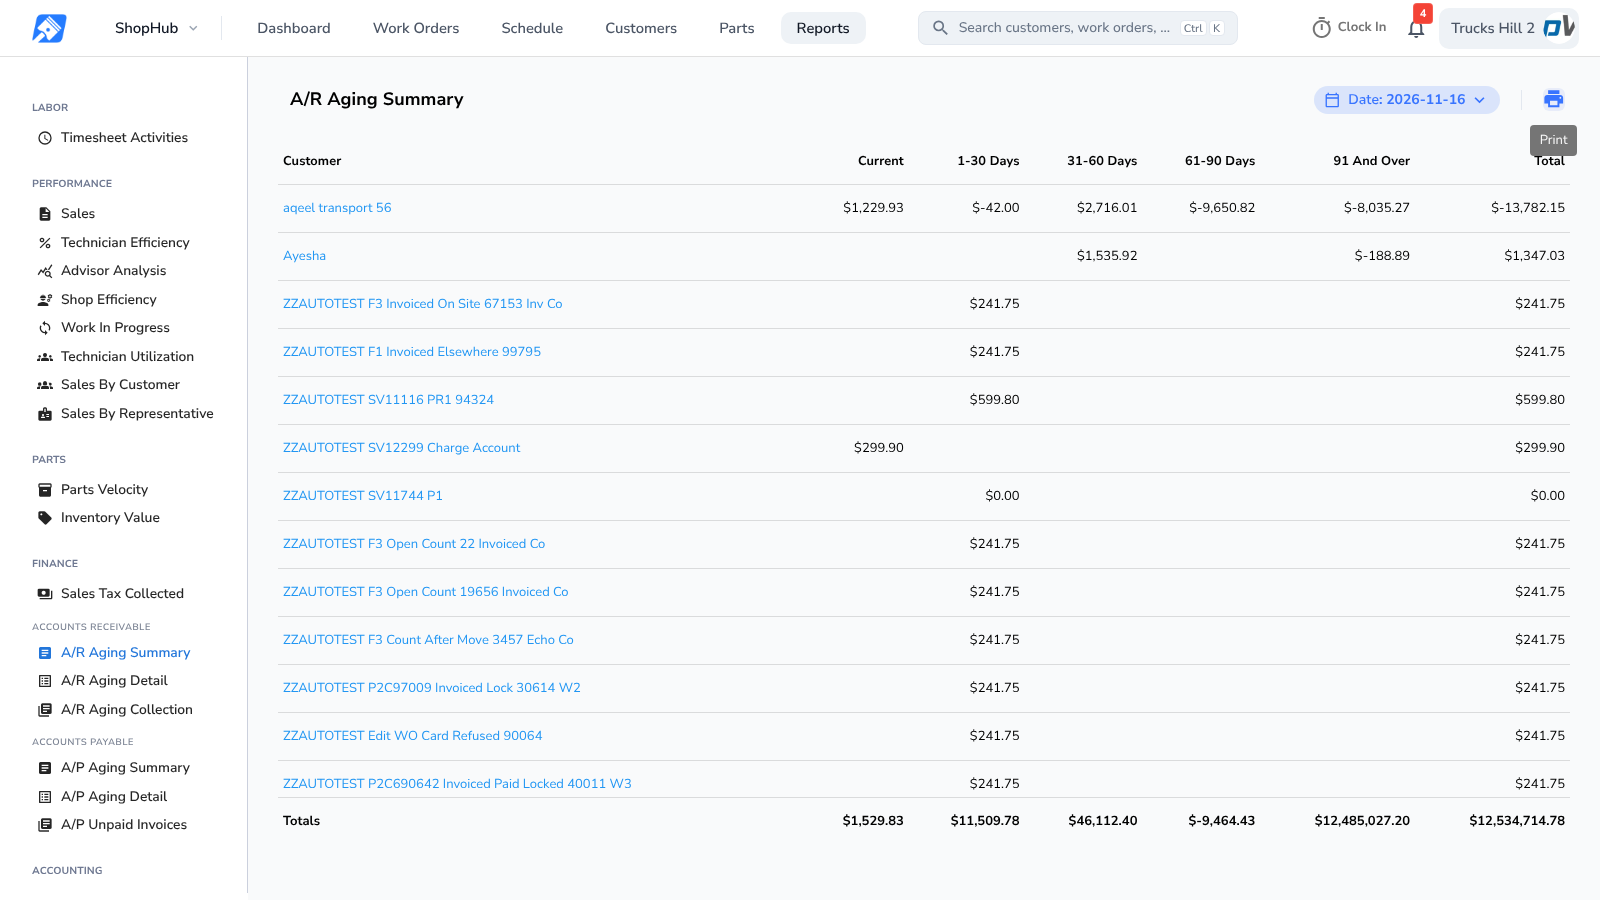 ShopHub
Dashboard
Work Orders
Schedule
Customers
Parts
Reports
Search customers, work orders, ...
Ctrl
K
Clock In
4
Trucks Hill 2
LABOR
Timesheet Activities
PERFORMANCE
Sales
Technician Efficiency
Advisor Analysis
Shop Efficiency
Work In Progress
Technician Utilization
Sales By Customer
Sales By Representative
PARTS
Parts Velocity
Inventory Value
FINANCE
Sales Tax Collected
ACCOUNTS RECEIVABLE
A/R Aging Summary
A/R Aging Detail
A/R Aging Collection
ACCOUNTS PAYABLE
A/P Aging Summary
A/P Aging Detail
A/P Unpaid Invoices
ACCOUNTING
A/R Aging Summary
Date: 2026-11-16
Print
Customer Current 1-30 Days 31-60 Days 61-90 Days 91 And Over Total
aqeel transport 56 $1,229.93 $-42.00 $2,716.01 $-9,650.82 $-8,035.27 $-13,782.15
Ayesha $1,535.92 $-188.89 $1,347.03
ZZAUTOTEST F3 Invoiced On Site 67153 Inv Co $241.75 $241.75
ZZAUTOTEST F1 Invoiced Elsewhere 99795 $241.75 $241.75
ZZAUTOTEST SV11116 PR1 94324 $599.80 $599.80
ZZAUTOTEST SV12299 Charge Account $299.90 $299.90
ZZAUTOTEST SV11744 P1 $0.00 $0.00
ZZAUTOTEST F3 Open Count 22 Invoiced Co $241.75 $241.75
ZZAUTOTEST F3 Open Count 19656 Invoiced Co $241.75 $241.75
ZZAUTOTEST F3 Count After Move 3457 Echo Co $241.75 $241.75
ZZAUTOTEST P2C97009 Invoiced Lock 30614 W2 $241.75 $241.75
ZZAUTOTEST Edit WO Card Refused 90064 $241.75 $241.75
ZZAUTOTEST P2C690642 Invoiced Paid Locked 40011 W3 $241.75 $241.75
Totals $1,529.83 $11,509.78 $46,112.40 $-9,464.43 $12,485,027.20 $12,534,714.78